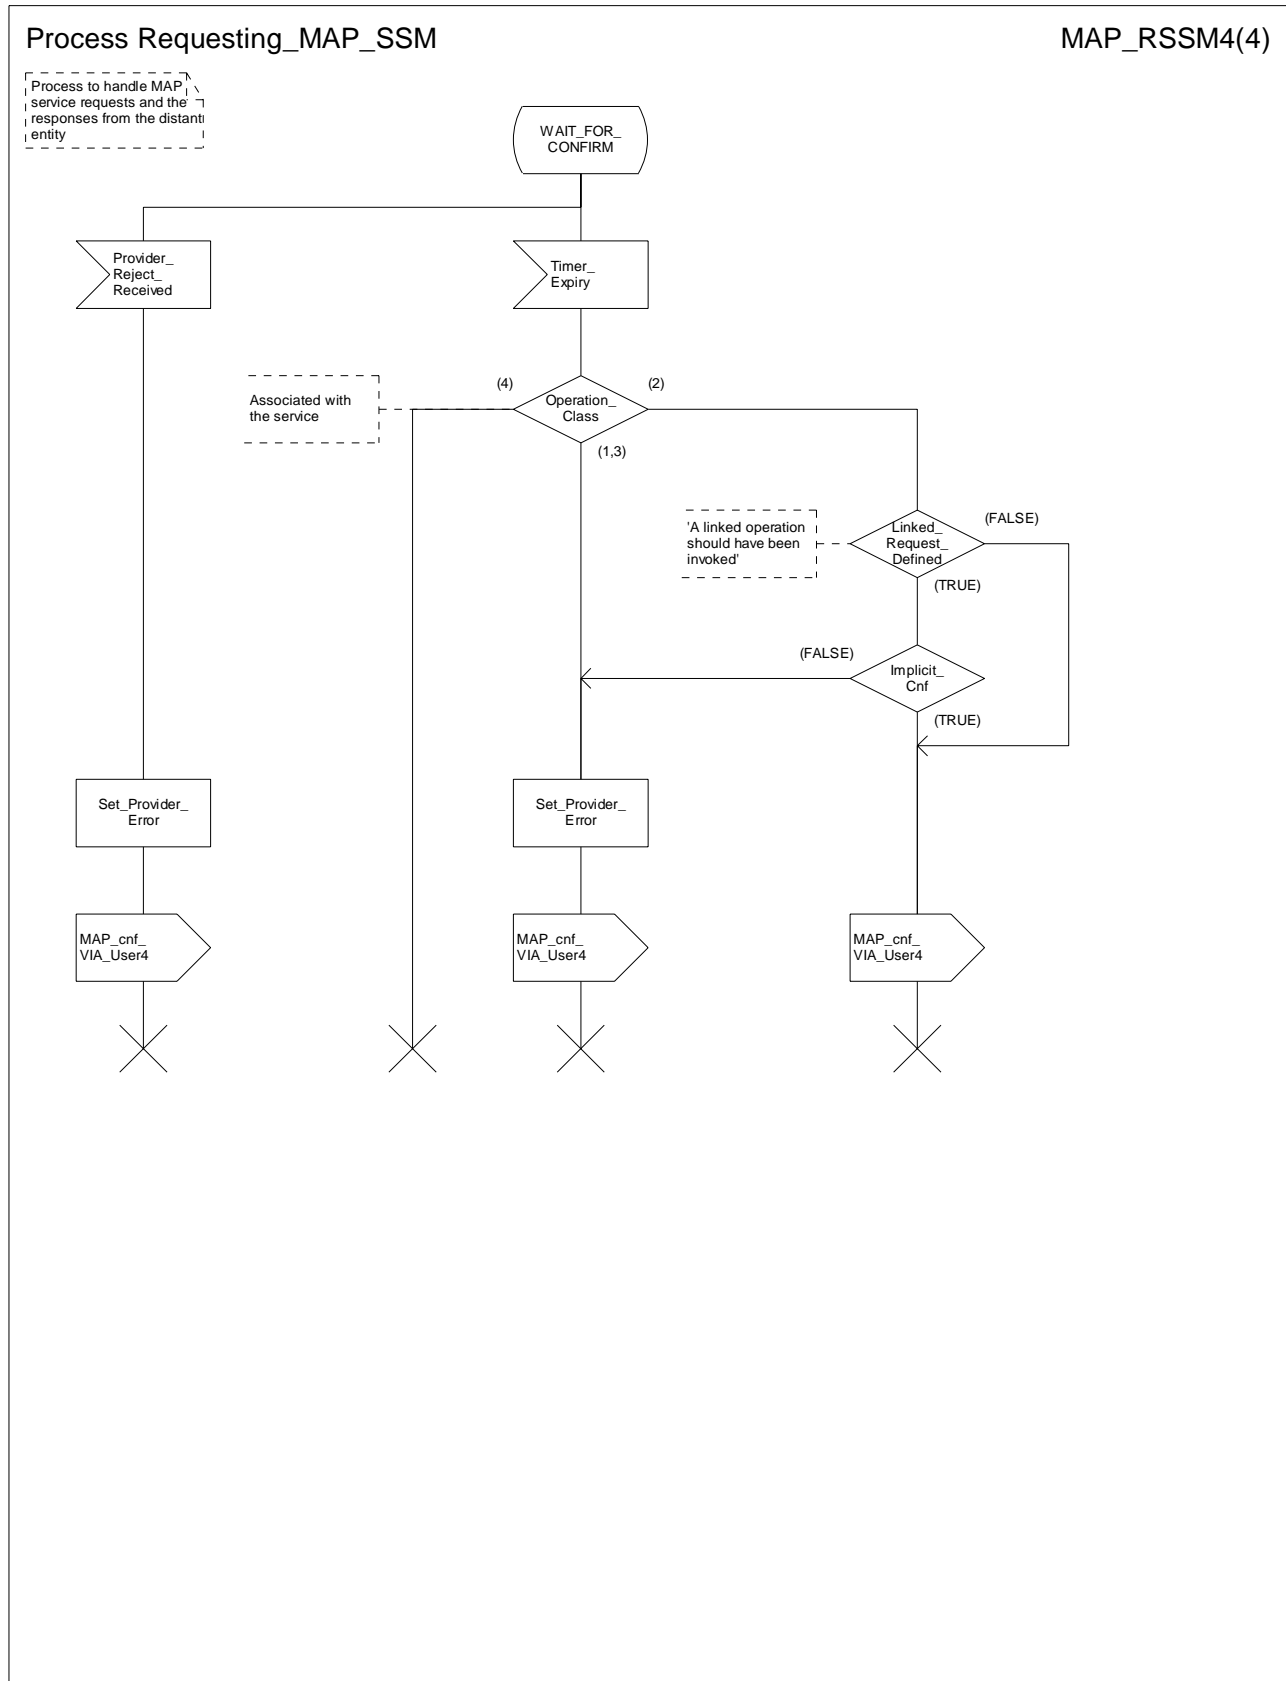 Process Requesting_MAP_SSM
MAP_RSSM4(4)
Process to handle MAP
service requests and the
responses from the distant
entity
WAIT_FOR_
CONFIRM
Provider_
Reject_
Received
Timer_
Expiry
Associated with
the service
(4)
Operation_
Class
(2)
(1,3)
'A linked operation
should have been
invoked'
Linked_
Request_
Defined
(FALSE)
(TRUE)
(FALSE)
Implicit_
Cnf
(TRUE)
Set_Provider_
Error
Set_Provider_
Error
MAP_cnf_
VIA_User4
MAP_cnf_
VIA_User4
MAP_cnf_
VIA_User4